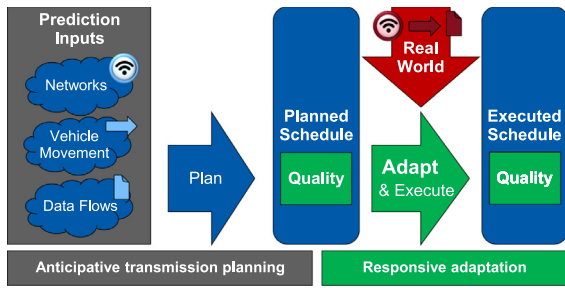 Prediction
Inputs
Networks
Vehicle
Movement
Data Flows
Plan
Planned
Schedule
Quality
Real
World
Adapt
& Execute
Executed
Schedule
Quality
Anticipative transmission planning
Responsive adaptation